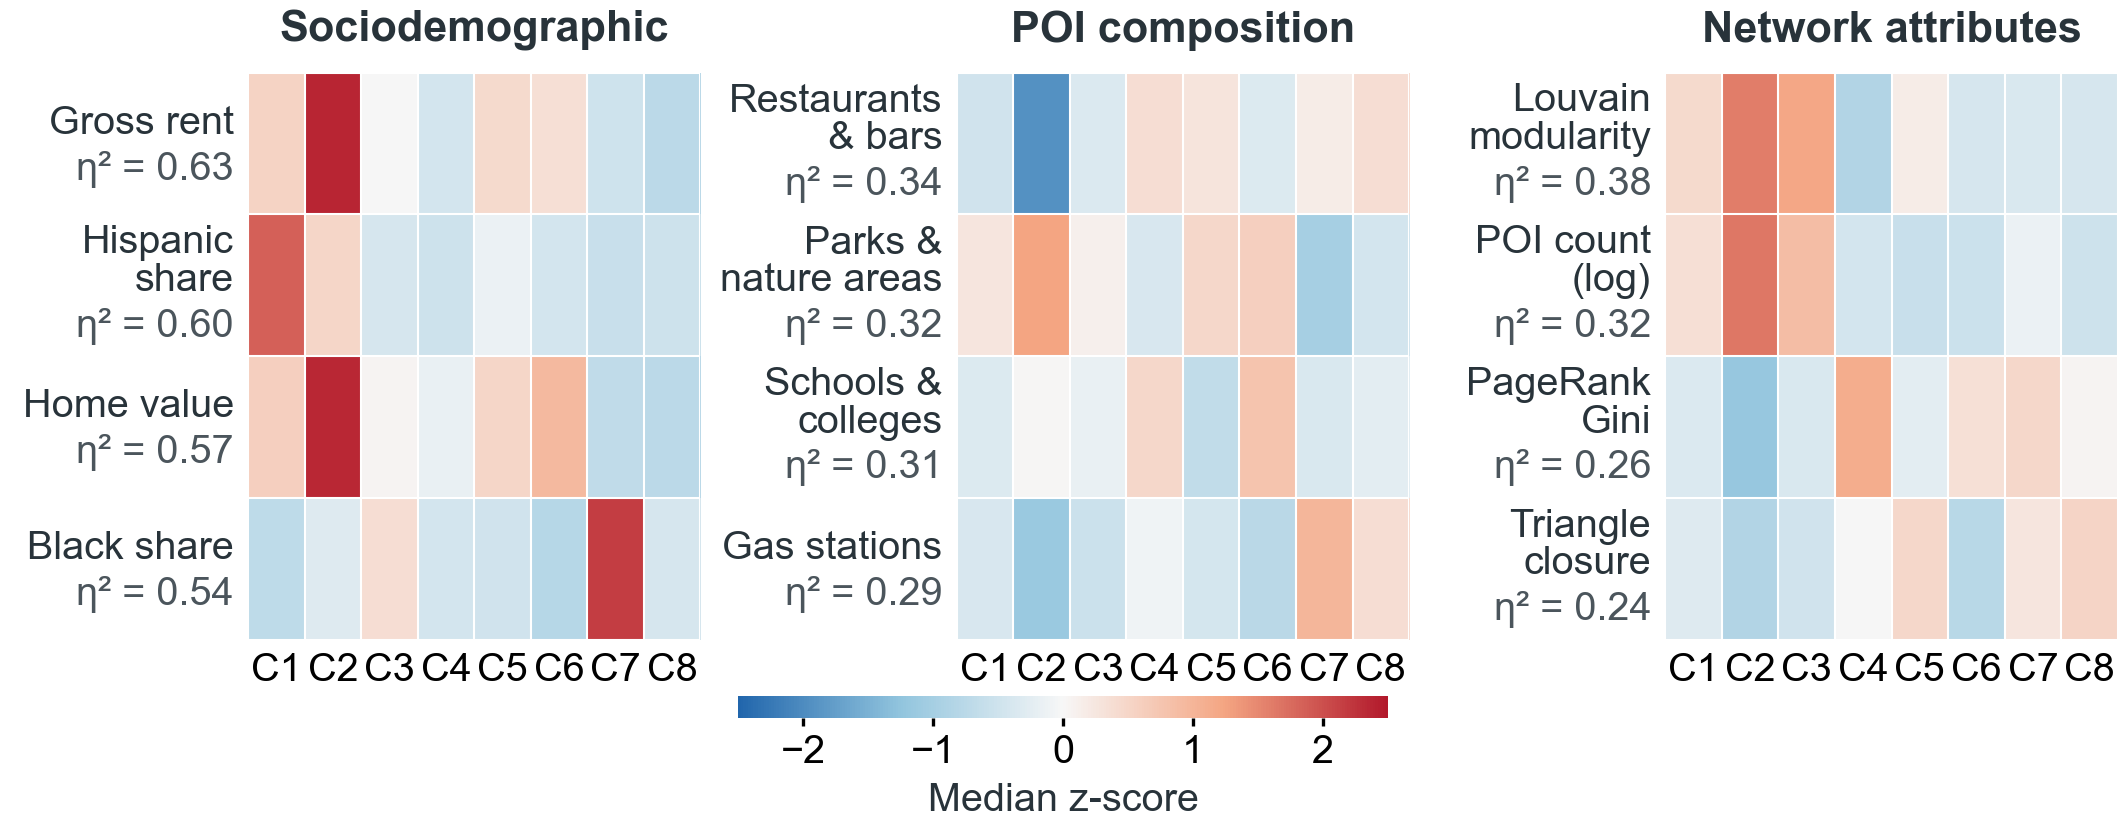 Sociodemographic
Gross rent
η² = 0.63
Hispanic
share
η² = 0.60
Home value
η² = 0.57
Black share
η² = 0.54
C1 C2 C3 C4 C5 C6 C7 C8
POI composition
Restaurants
& bars
η² = 0.34
Parks &
nature areas
η² = 0.32
Schools &
colleges
η² = 0.31
Gas stations
η² = 0.29
C1 C2 C3 C4 C5 C6 C7 C8
Network attributes
Louvain
modularity
η² = 0.38
POI count
(log)
η² = 0.32
PageRank
Gini
η² = 0.26
Triangle
closure
η² = 0.24
C1 C2 C3 C4 C5 C6 C7 C8
−2 −1 0 1 2
Median z-score